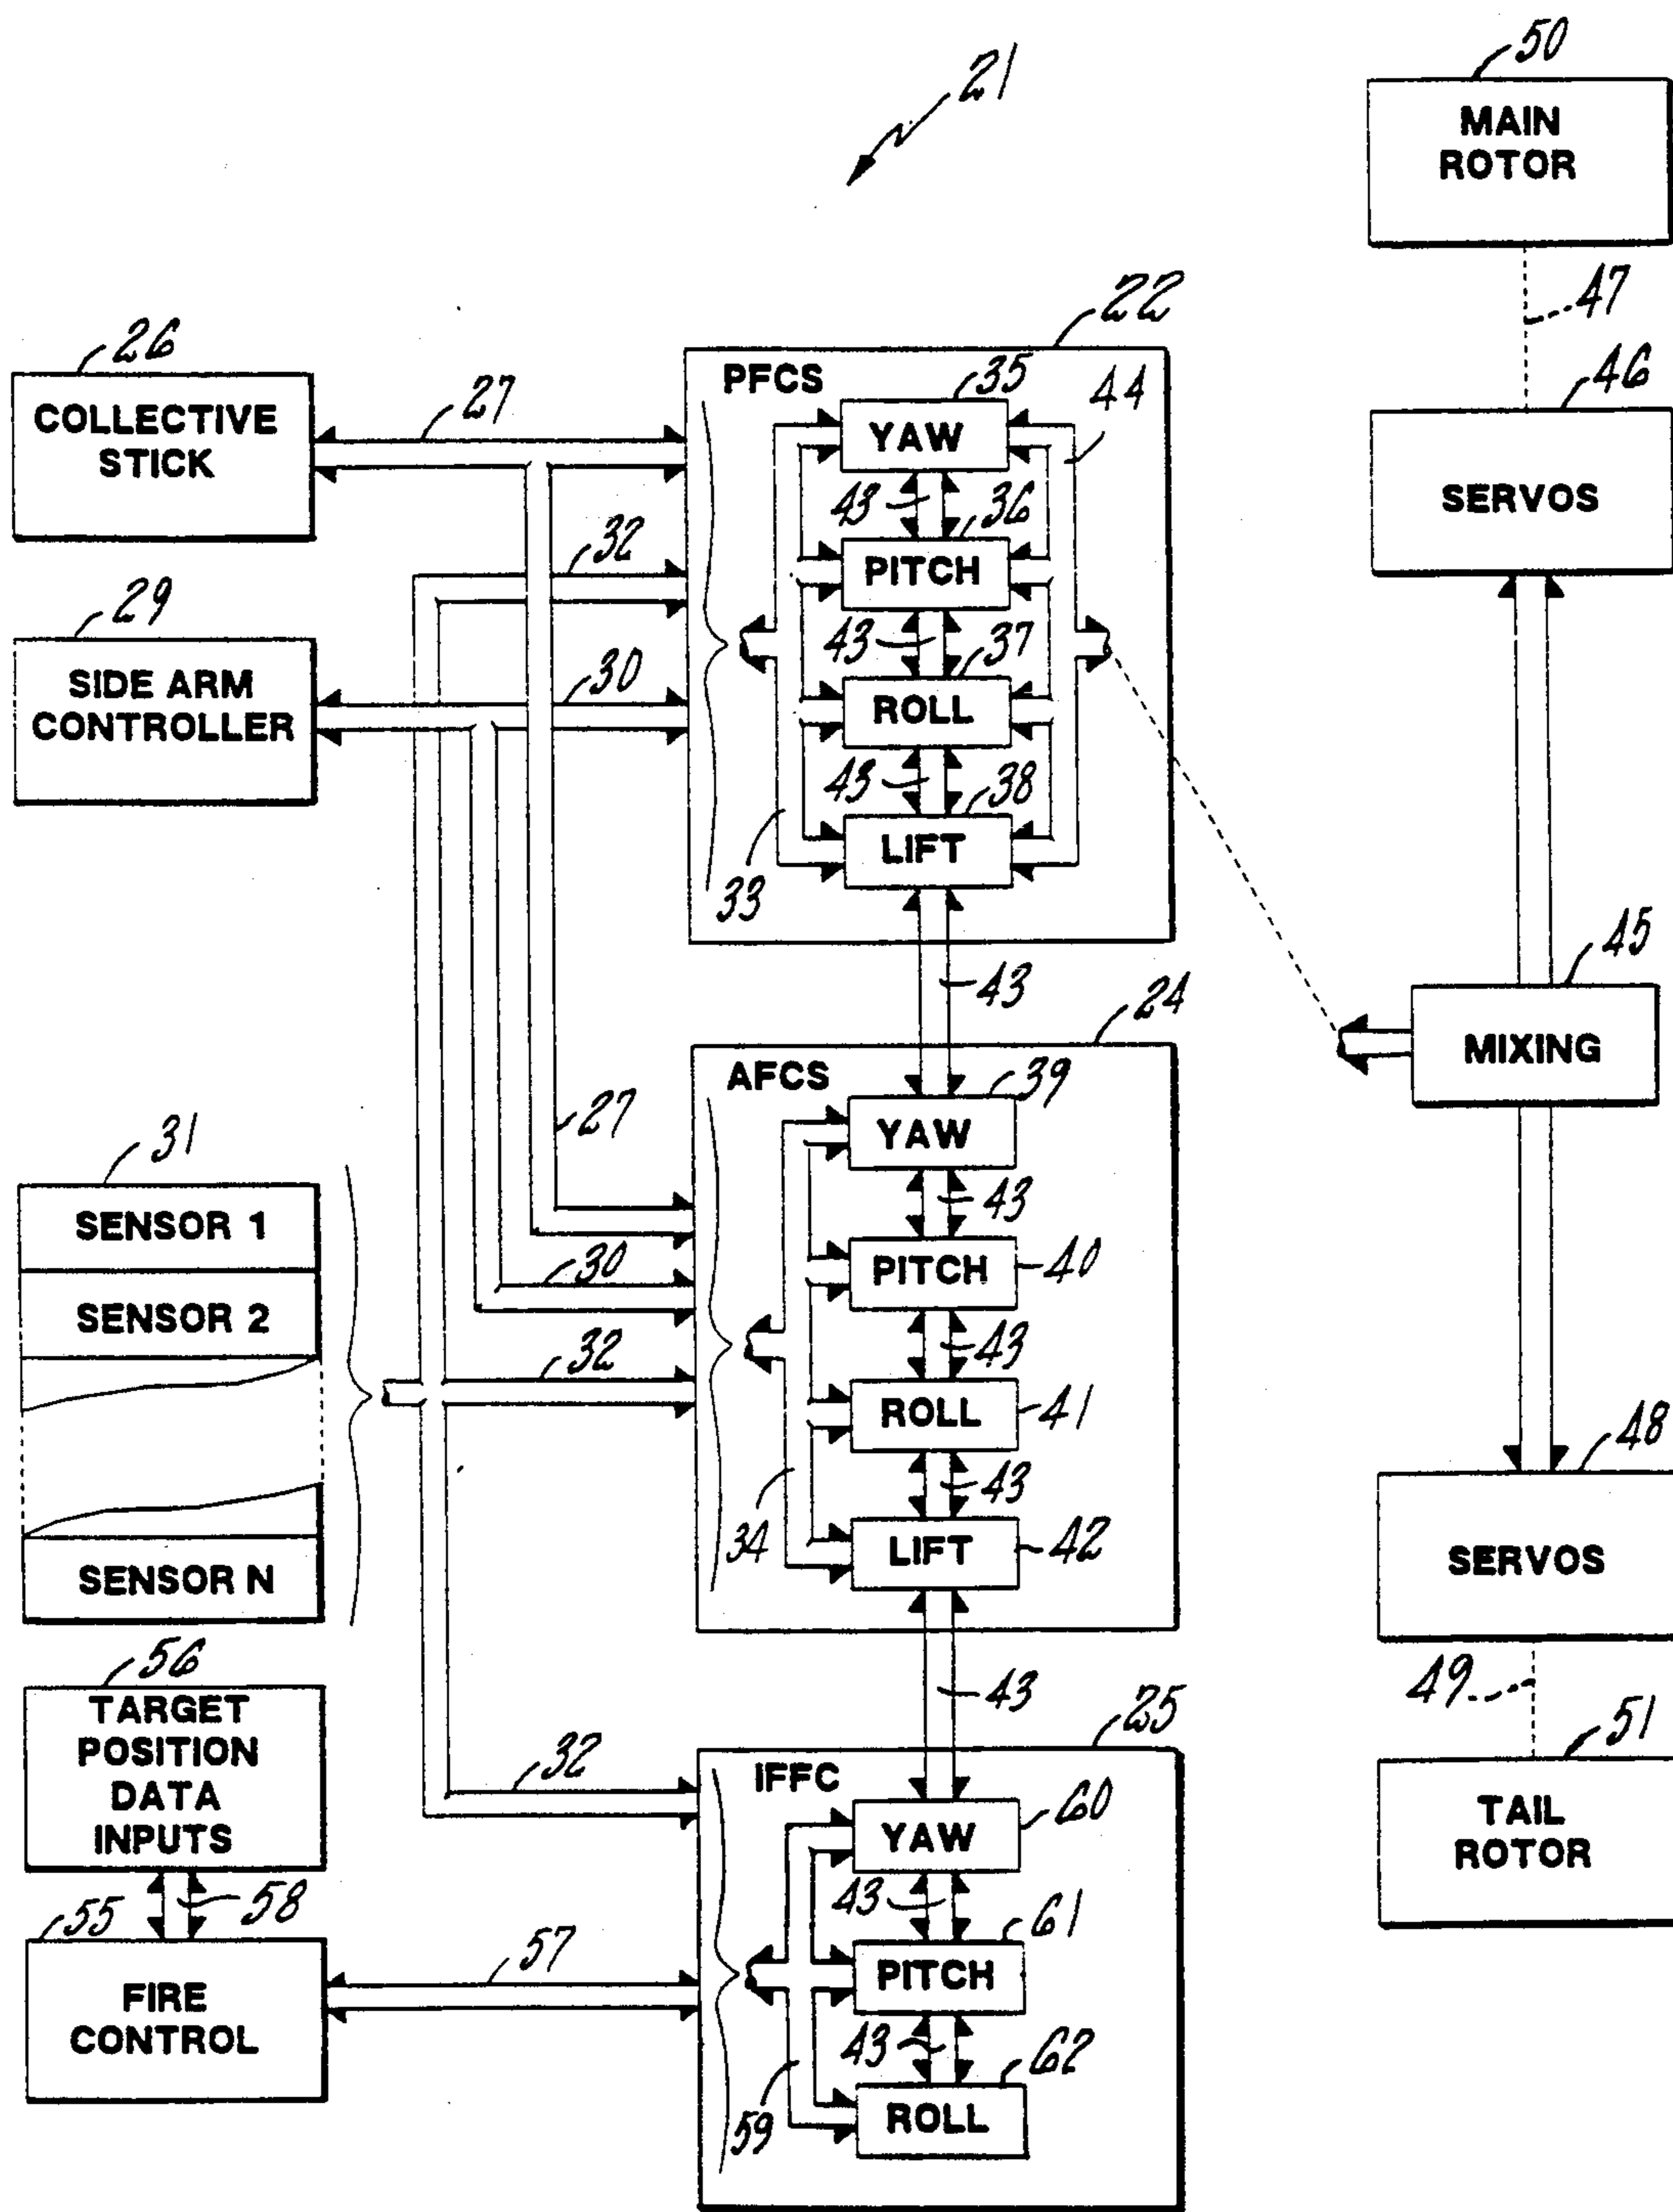 21
50
MAIN
ROTOR
47
46
SERVOS
26
COLLECTIVE
STICK
27
22
PFCS
35
44
YAW
43
36
PITCH
43
37
ROLL
43
38
LIFT
33
32
29
SIDE ARM
CONTROLLER
30
43
45
MIXING
24
AFCS
39
YAW
43
PITCH
40
43
ROLL
41
43
LIFT
42
34
27
30
32
31
SENSOR 1
SENSOR 2
SENSOR N
48
SERVOS
49
51
TAIL
ROTOR
56
TARGET
POSITION
DATA
INPUTS
58
55
FIRE
CONTROL
57
32
43
25
IFFC
60
YAW
43
61
PITCH
43
62
ROLL
59